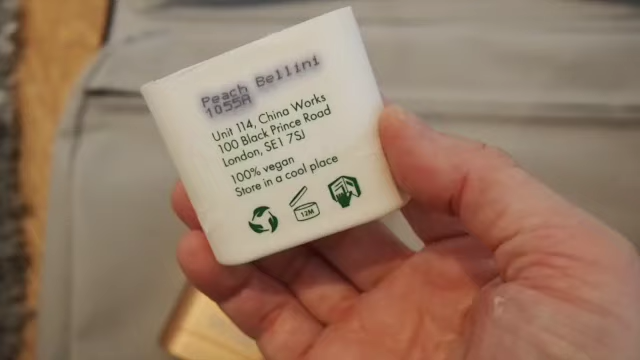 Peach Bellini
1055A
Unit 114, China Works
100 Black Prince Road
London, SE1 7SJ
100% vegan
Store in a cool place
12M